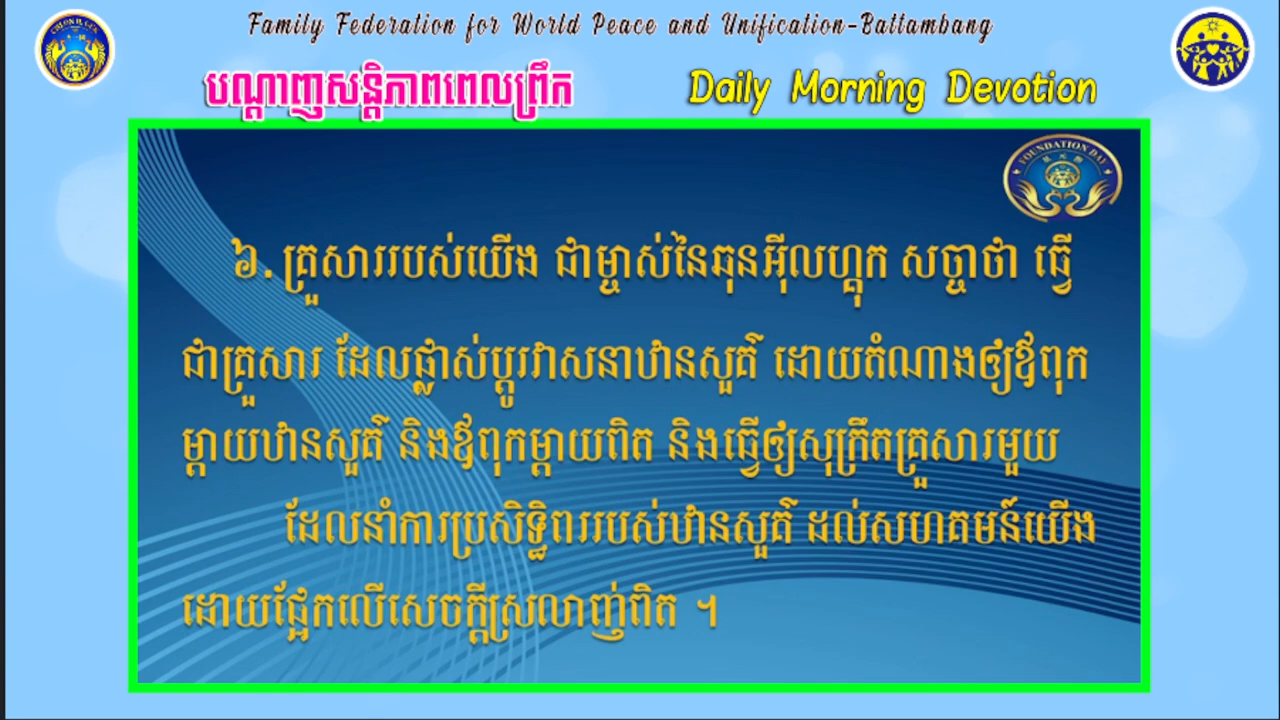 Family Federation for World Peace and Unification-Battambang
បណ្តាញសន្តិភាពពេលព្រឹក
Daily Morning Devotion
FOUNDATION DAY
៦. គ្រួសាររបស់យើង ជាម្ចាស់នៃឆុនអ៊ីលហ្គុក សច្ចាថា ធ្វើ
ជាគ្រួសារ ដែលផ្លាស់ប្តូរវាសនាឋានសួគ៌ ដោយតំណាងឲ្យឪពុក
ម្តាយឋានសួគ៌ និងឪពុកម្តាយពិត និងធ្វើឲ្យសុក្រឹតគ្រួសារមួយ
ដែលនាំការប្រសិទ្ធិពររបស់ឋានសួគ៌ ដល់សហគមន៍យើង
ដោយផ្អែកលើសេចក្តីស្រលាញ់ពិត ។